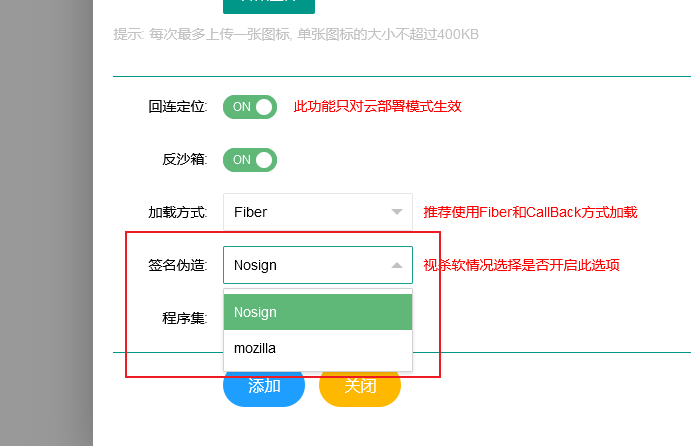 提示: 每次最多上传一张图标, 单张图标的大小不超过400KB
回连定位: ON 此功能只对云部署模式生效
反沙箱: ON
加载方式: Fiber 推荐使用Fiber和CallBack方式加载
签名伪造: Nosign 视杀软情况选择是否开启此选项
Nosign
程序集:
mozilla
添加 关闭